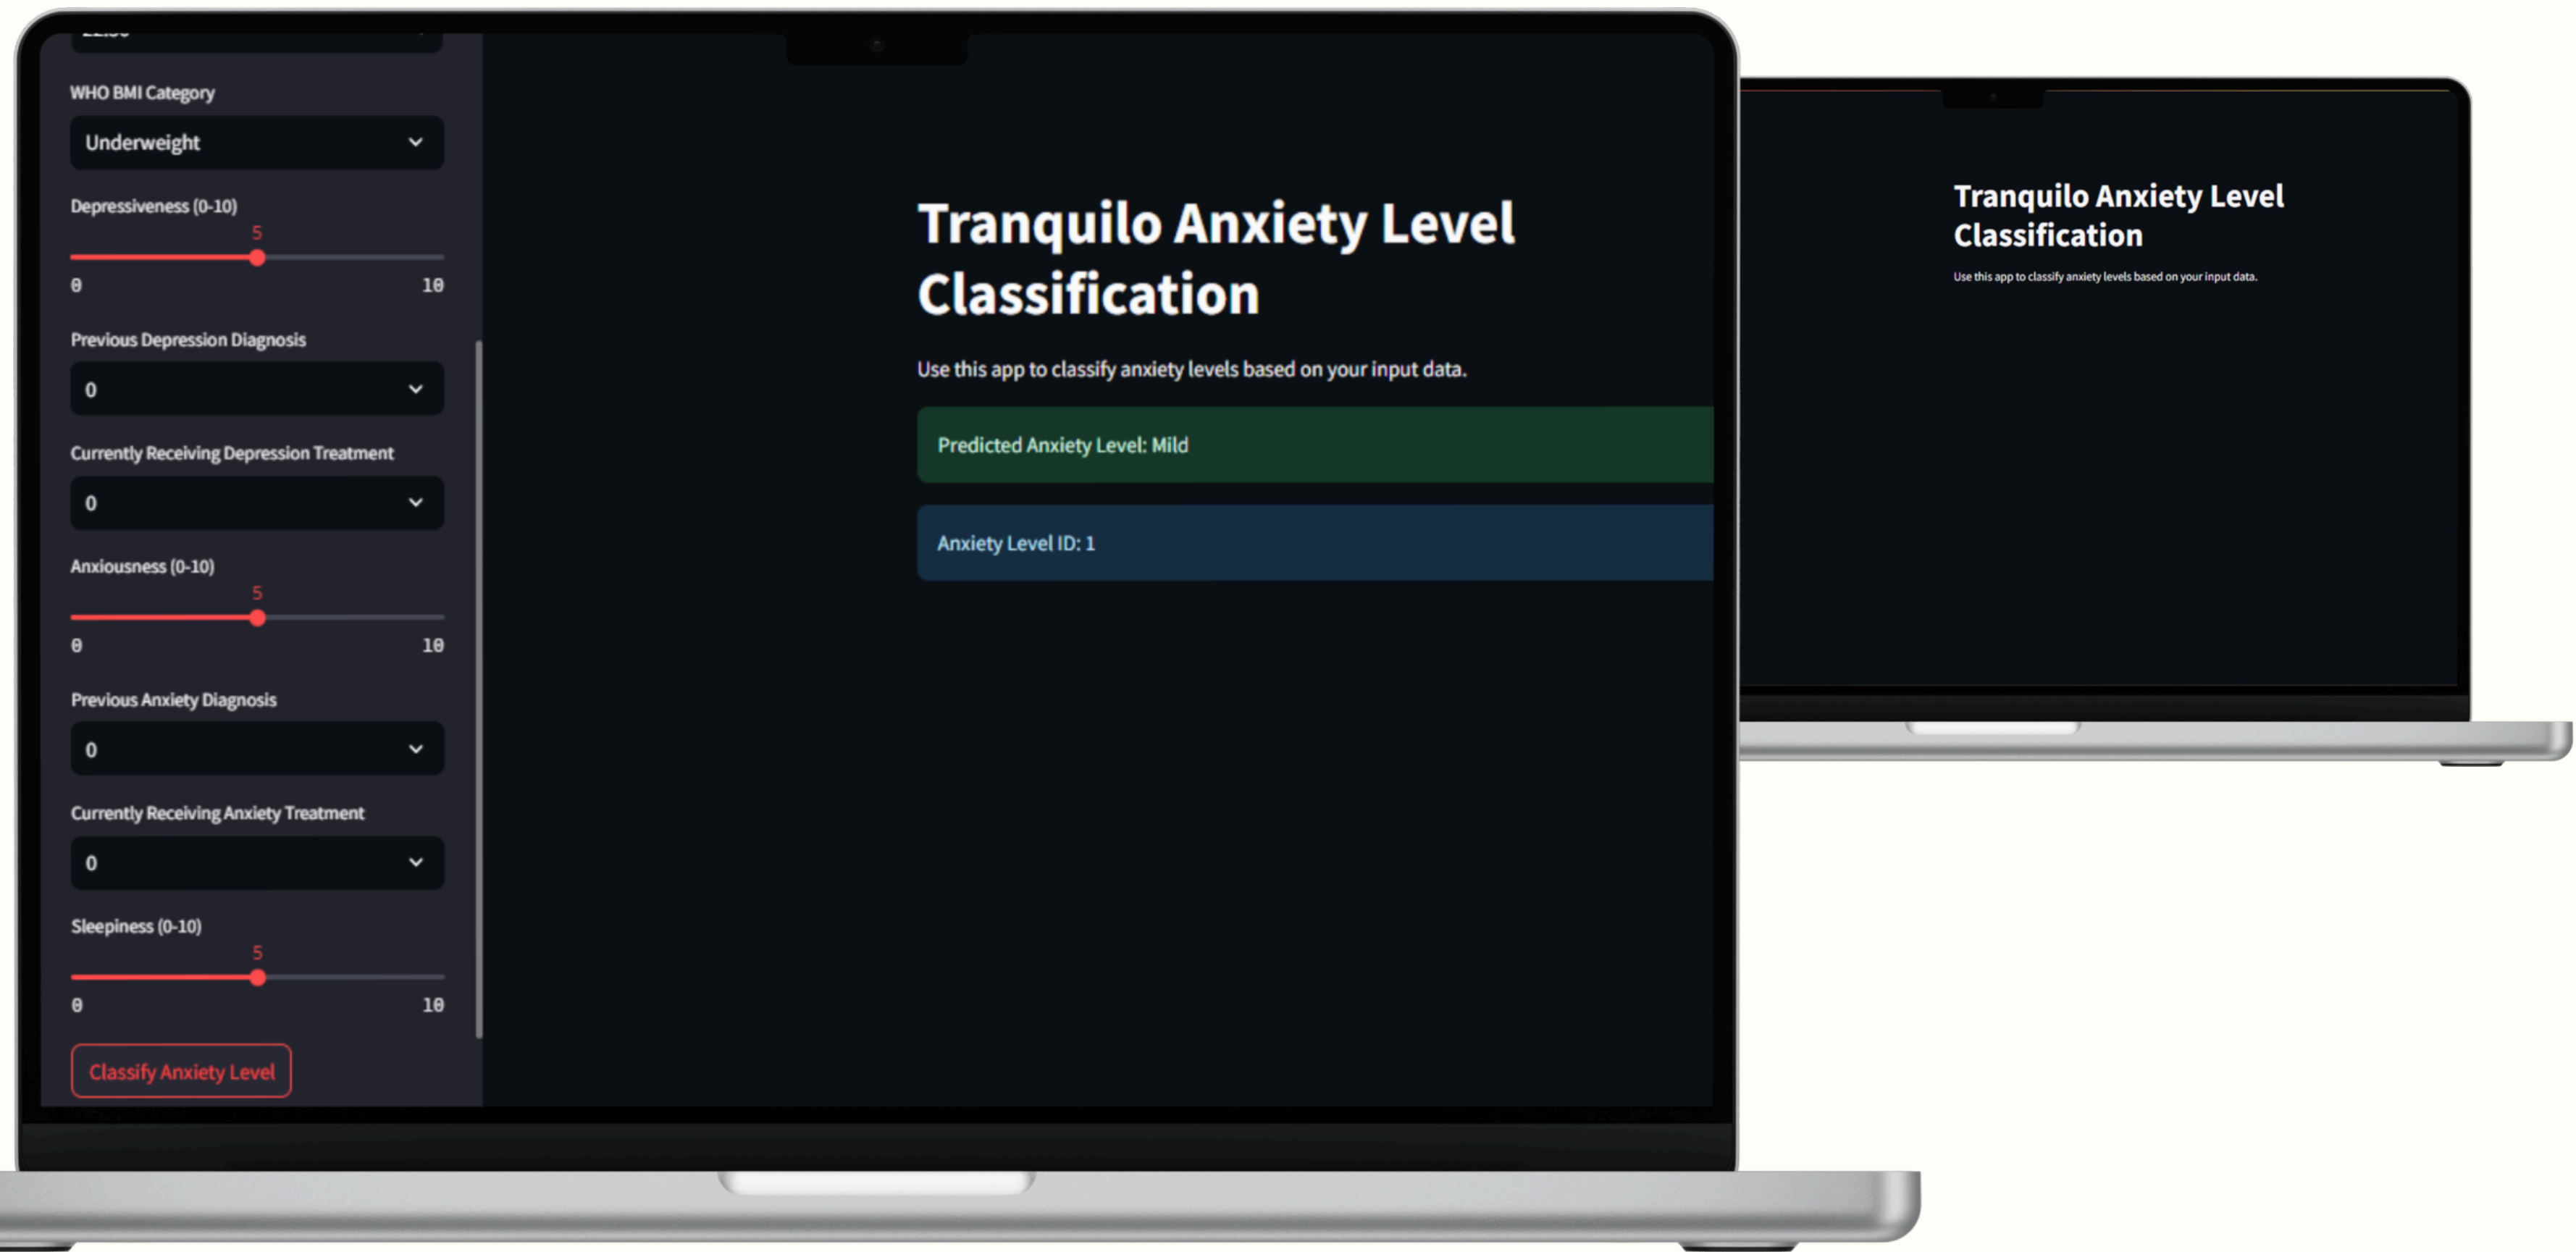 WHO BMI Category
Underweight
Depressiveness (0-10)
5
0 10
Previous Depression Diagnosis
0
Currently Receiving Depression Treatment
0
Anxiousness (0-10)
5
0 10
Previous Anxiety Diagnosis
0
Currently Receiving Anxiety Treatment
0
Sleepiness (0-10)
5
0 10
Classify Anxiety Level
Tranquilo Anxiety Level
Classification
Use this app to classify anxiety levels based on your input data.
Predicted Anxiety Level: Mild
Anxiety Level ID: 1
Tranquilo Anxiety Level
Classification
Use this app to classify anxiety levels based on your input data.